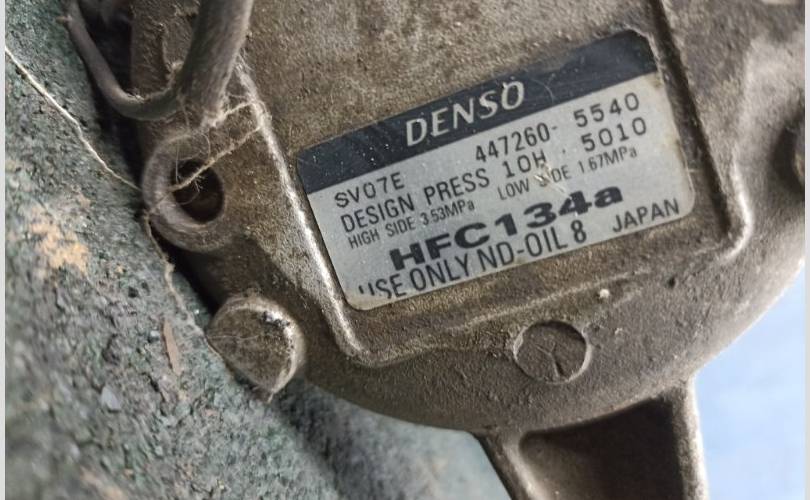 DENSO
SV07E 447260- 5540
DESIGN PRESS 10H . 5010
HIGH SIDE 3.53MPa LOW SIDE 1.67MPa
HFC134a
USE ONLY ND-OIL 8 JAPAN